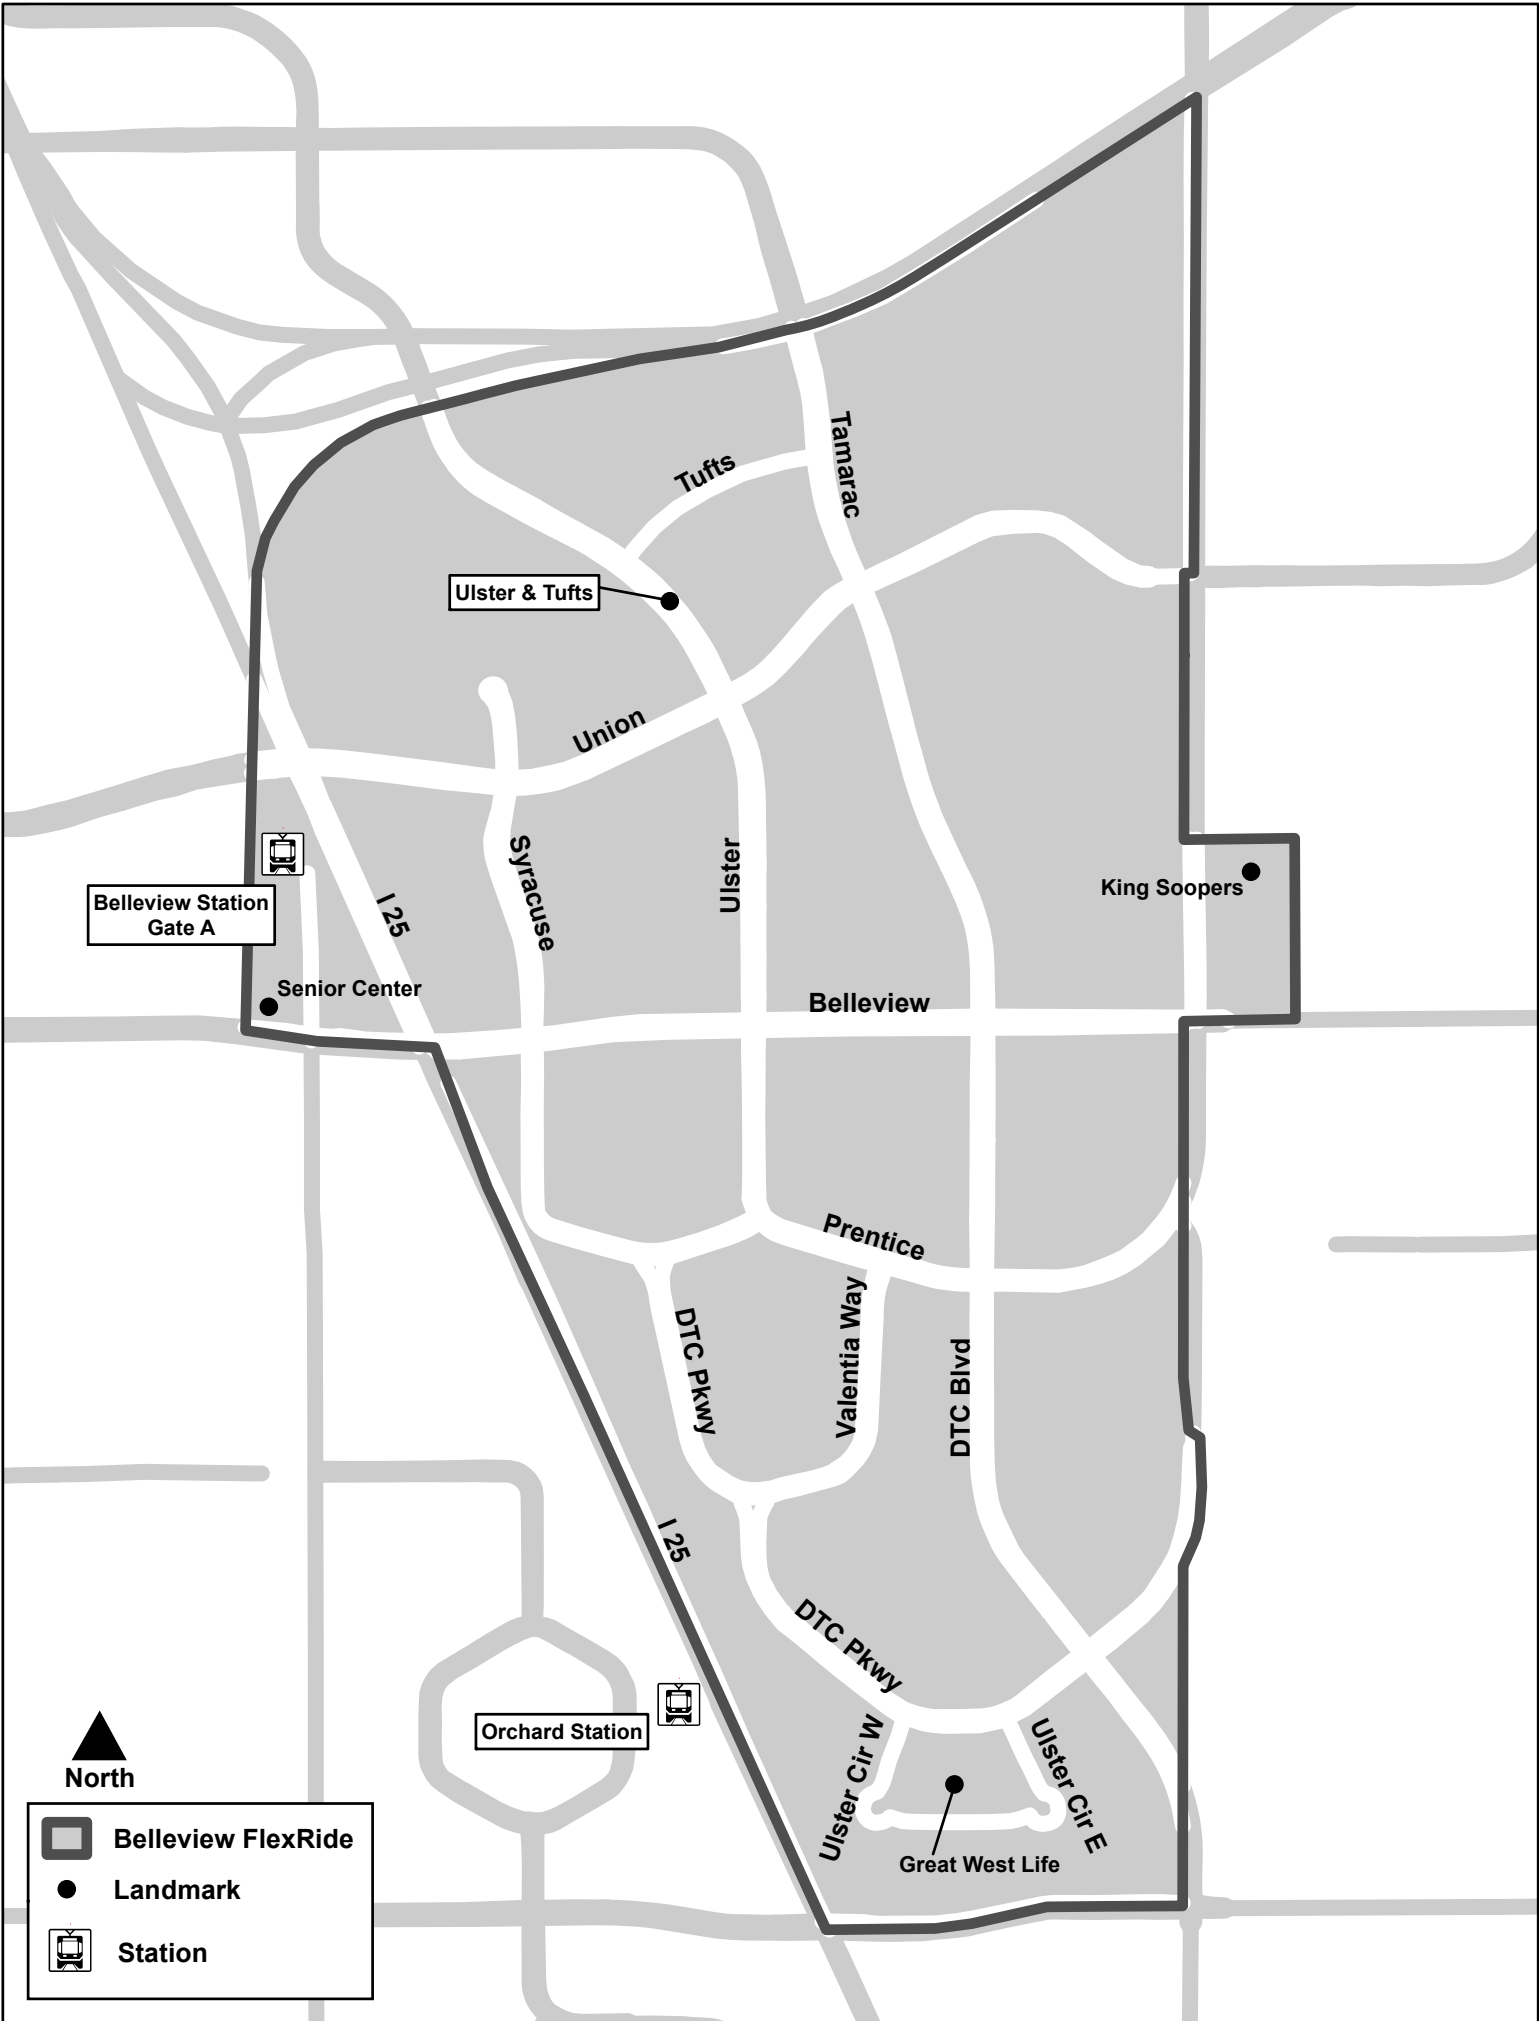 Tufts
Tamarac
Ulster & Tufts
Union
Syracuse
Ulster
King Soopers
Belleview Station
Gate A
I 25
Senior Center
Belleview
Prentice
Valentia Way
DTC Pkwy
DTC Blvd
I 25
DTC Pkwy
Orchard Station
Ulster Cir W
Ulster Cir E
Great West Life
North
Belleview FlexRide
Landmark
Station